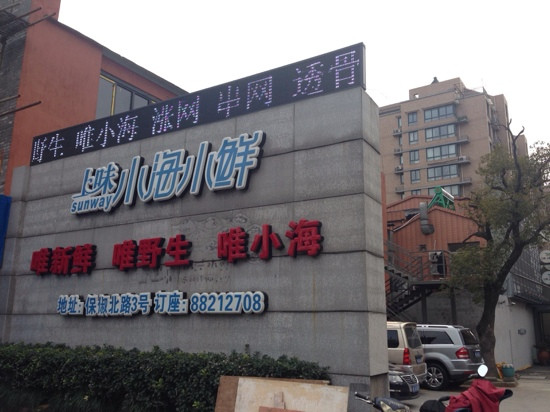 野生 唯小海 涨网 串网 透骨
上味小海小鲜
sunway
唯新鲜 唯野生 唯小海
地址:保俶北路3号 订座:88212708